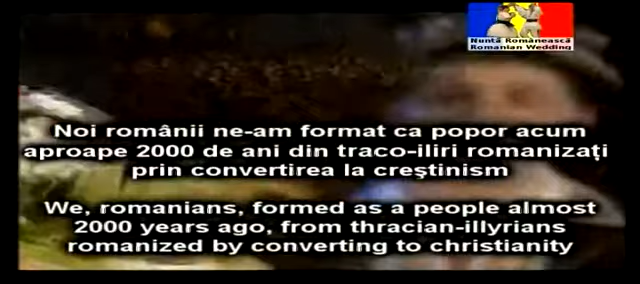 Nuntă Românească
Romanian Wedding
Noi românii ne-am format ca popor acum
aproape 2000 de ani din traco-iliri romanizaţi
prin convertirea la creştinism
We, romanians, formed as a people almost
2000 years ago, from thracian-illyrians
romanized by converting to christianity